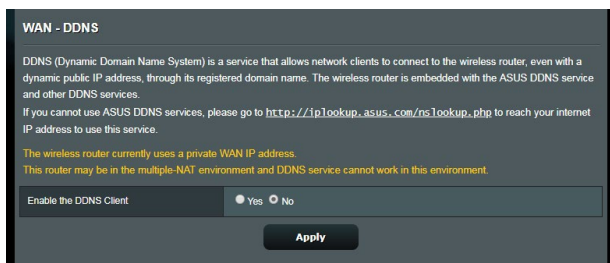 WAN - DDNS
DDNS (Dynamic Domain Name System) is a service that allows network clients to connect to the wireless router, even with a
dynamic public IP address, through its registered domain name. The wireless router is embedded with the ASUS DDNS service
and other DDNS services.
If you cannot use ASUS DDNS services, please go to http://iplookup.asus.com/nslookup.php to reach your internet
IP address to use this service.
The wireless router currently uses a private WAN IP address.
This router may be in the multiple-NAT environment and DDNS service cannot work in this environment.
Enable the DDNS Client Yes No
Apply